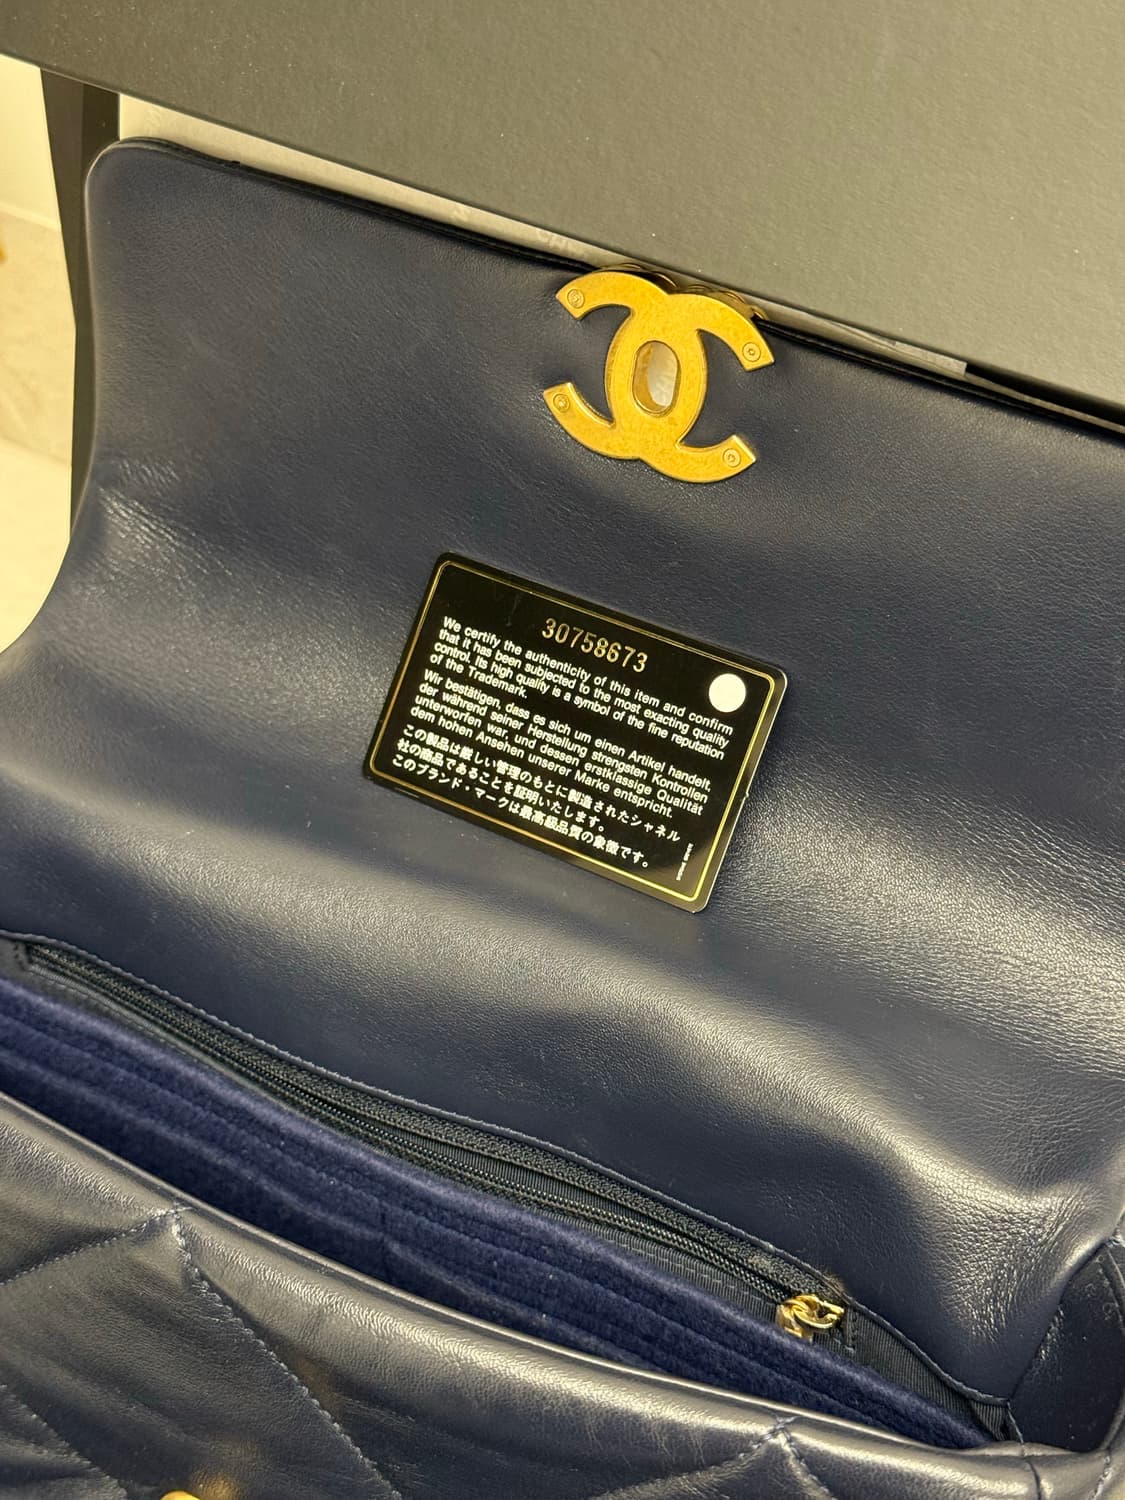 30758673
We certify the authenticity of this item and confirm
that it has been subjected to the most exacting quality
control. Its high quality is a symbol of the fine reputation
of the Trademark.
Wir bestätigen, dass es sich um einen Artikel handelt,
der während seiner Herstellung strengsten Kontrollen
unterworfen war, und dessen erstklassige Qualität
dem hohen Ansehen unserer Marke entspricht.
この製品は厳しい管理のもとに製造されたシャネル
社の商品であることを証明いたします。
このブランド・マークは最高級品質の象徴です。